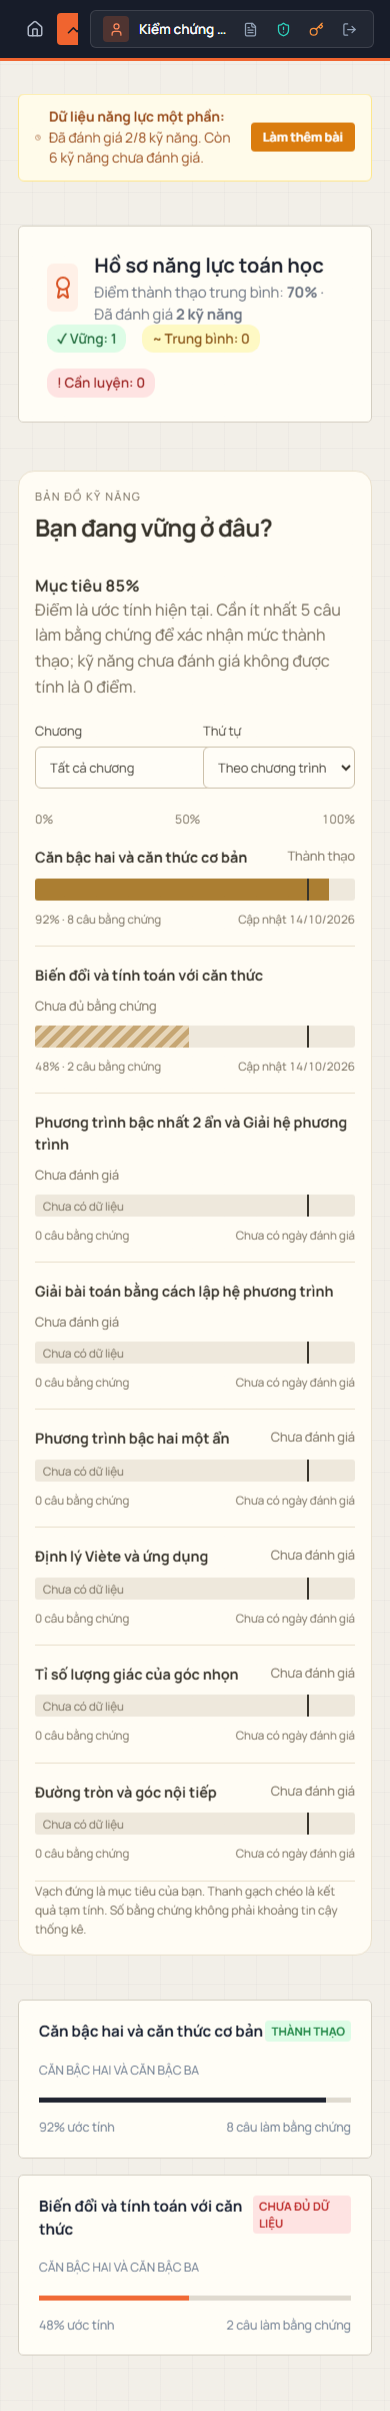 Kiểm chứng ...
Dữ liệu năng lực một phần:
Đã đánh giá 2/8 kỹ năng. Còn
6 kỹ năng chưa đánh giá.
Làm thêm bài
Hồ sơ năng lực toán học
Điểm thành thạo trung bình: 70% ·
Đã đánh giá 2 kỹ năng
✓ Vững: 1
~ Trung bình: 0
! Cần luyện: 0
BẢN ĐỒ KỸ NĂNG
Bạn đang vững ở đâu?
Mục tiêu 85%
Điểm là ước tính hiện tại. Cần ít nhất 5 câu
làm bằng chứng để xác nhận mức thành
thạo; kỹ năng chưa đánh giá không được
tính là 0 điểm.
Chương Thứ tự
Tất cả chương Theo chương trình
0% 50% 100%
Căn bậc hai và căn thức cơ bản Thành thạo
92% · 8 câu bằng chứng Cập nhật 14/10/2026
Biến đổi và tính toán với căn thức
Chưa đủ bằng chứng
48% · 2 câu bằng chứng Cập nhật 14/10/2026
Phương trình bậc nhất 2 ẩn và Giải hệ phương
trình
Chưa đánh giá
Chưa có dữ liệu
0 câu bằng chứng Chưa có ngày đánh giá
Giải bài toán bằng cách lập hệ phương trình
Chưa đánh giá
Chưa có dữ liệu
0 câu bằng chứng Chưa có ngày đánh giá
Phương trình bậc hai một ẩn Chưa đánh giá
Chưa có dữ liệu
0 câu bằng chứng Chưa có ngày đánh giá
Định lý Viète và ứng dụng Chưa đánh giá
Chưa có dữ liệu
0 câu bằng chứng Chưa có ngày đánh giá
Tỉ số lượng giác của góc nhọn Chưa đánh giá
Chưa có dữ liệu
0 câu bằng chứng Chưa có ngày đánh giá
Đường tròn và góc nội tiếp Chưa đánh giá
Chưa có dữ liệu
0 câu bằng chứng Chưa có ngày đánh giá
Vạch đứng là mục tiêu của bạn. Thanh gạch chéo là kết
quả tạm tính. Số bằng chứng không phải khoảng tin cậy
thống kê.
Căn bậc hai và căn thức cơ bản THÀNH THẠO
CĂN BẬC HAI VÀ CĂN BẬC BA
92% ước tính 8 câu làm bằng chứng
Biến đổi và tính toán với căn
thức
CHƯA ĐỦ DỮ
LIỆU
CĂN BẬC HAI VÀ CĂN BẬC BA
48% ước tính 2 câu làm bằng chứng